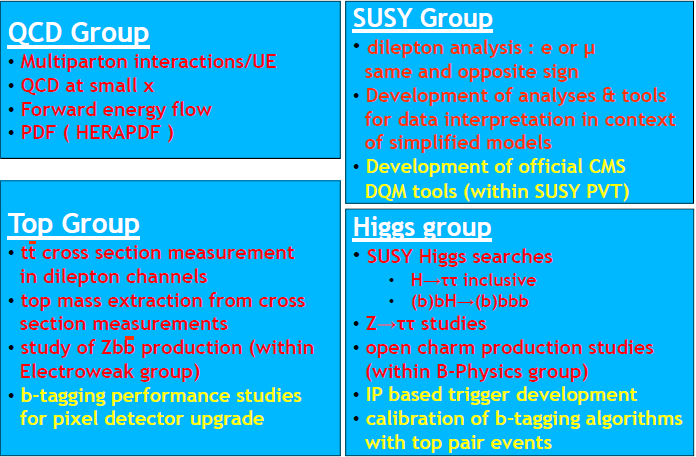 QCD Group
• Multiparton interactions/UE
• QCD at small x
• Forward energy flow
• PDF ( HERAPDF )
SUSY Group
• dilepton analysis : e or μ
same and opposite sign
• Development of analyses & tools
for data interpretation in context
of simplified models
• Development of official CMS
DQM tools (within SUSY PVT)
Top Group
• tt̄ cross section measurement
in dilepton channels
• top mass extraction from cross
section measurements
• study of Zbb̄ production (within
Electroweak group)
• b-tagging performance studies
for pixel detector upgrade
Higgs group
• SUSY Higgs searches
• H→ττ inclusive
• (b)bH→(b)bbb
• Z→ττ studies
• open charm production studies
(within B-Physics group)
• IP based trigger development
• calibration of b-tagging algorithms
with top pair events